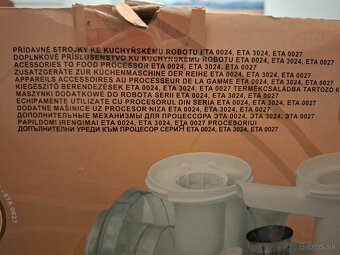 PŘÍDAVNÉ STROJKY KE KUCHYŇSKÉMU ROBOTU ETA 0024, ETA 3024, ETA 0027
DOPLNKOVÉ PRÍSLUŠENSTVO KU KUCHYNSKÉMU ROBOTU ETA 0024, ETA 3024,
ACESSORIES TO FOOD PROCESSOR ETA 0024, ETA 3024, ETA 0027
ZUSATZGERÄTE ZUR KÜCHENMASCHINE DER REIHE ETA 0024, ETA 3024, ETA 0027
APPAREILS ACCESSOIRES AU PROCESSEUR DE LA GAMME ETA 0024, ETA 3024, ETA
KIEGÉSZÍTŐ BERENDEZÉSEK ETA 0024, ETA 3024, ETA 0027 TERMÉKCSALÁDBA TARTOZÓ K
MASZYNKI DODATKOWE DO ROBOTA SERII ETA 0024, ETA 3024, ETA 0027
ECHIPAMENTE UTILIZATE CU PROCESORUL DIN SERIA ETA 0024, ETA 3024, ETA 0027
DODATNE MAŠINICE UZ PROCESOR NIZA ETA 0024, ETA 3024, ETA 0027
ДОПОЛНИТЕЛЬНЫЕ МЕХАНИЗМЫ ДЛЯ ПРОЦЕССОРА ЭТА 0024, ЭТА 3024, ЭТА 0027
PAPILDOMI ĮRENGIMAI ETA 0024, ETA 3024, ETA 0027 PROCESORIUI
ДОПЪЛНИТЕЛНИ УРЕДИ КЪМ ПРОЦЕСОР СЕРИЯ ETA 0024, ETA 3024, ETA 0027
ETA 0027
Bazos.sk